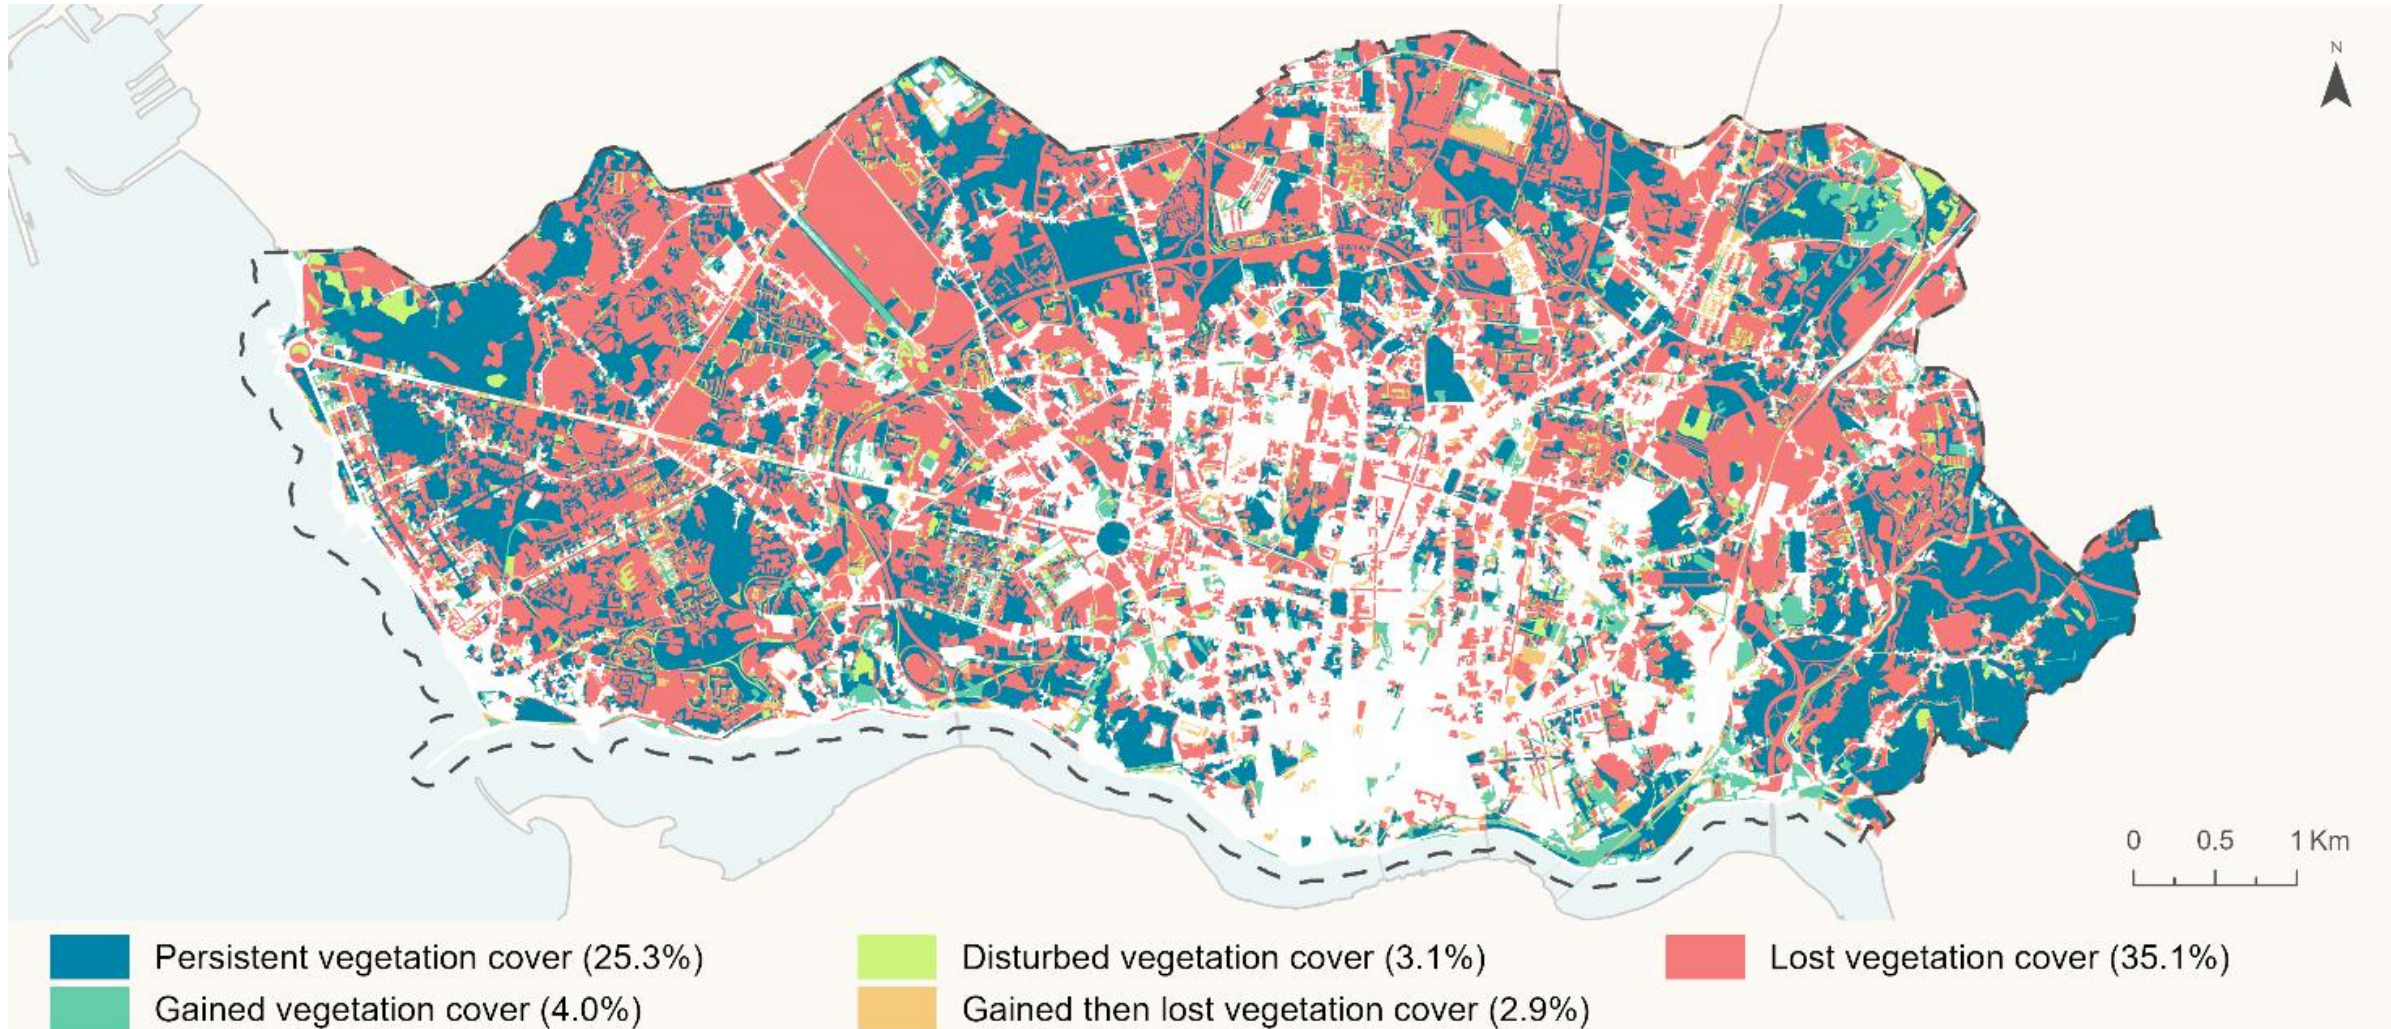 N
0 0.5 1 Km
Persistent vegetation cover (25.3%) Disturbed vegetation cover (3.1%) Lost vegetation cover (35.1%)
Gained vegetation cover (4.0%) Gained then lost vegetation cover (2.9%)